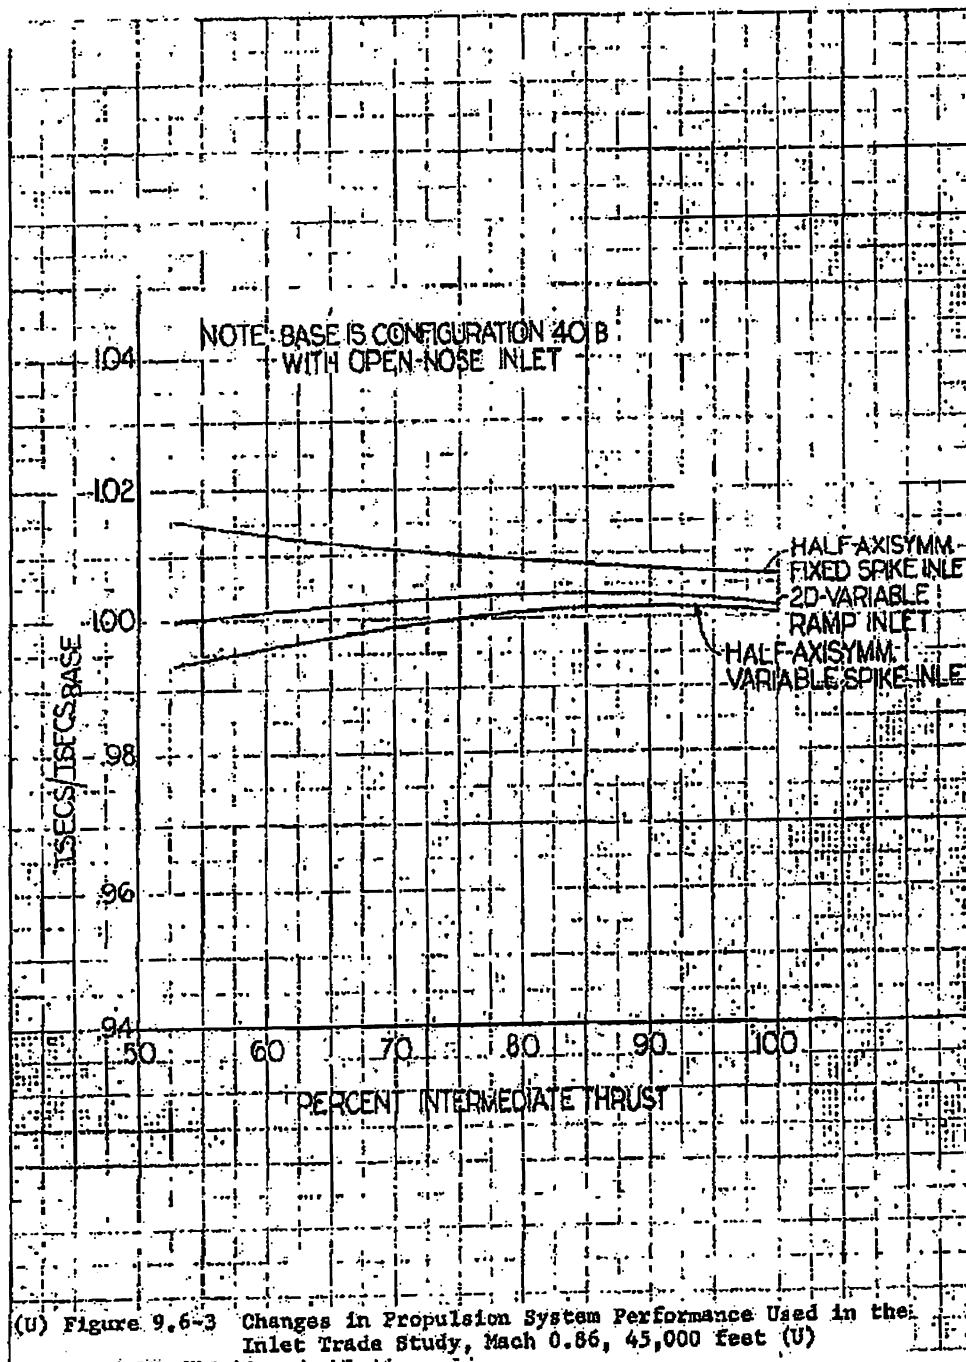 NOTE: BASE IS CONFIGURATION 401B
WITH OPEN-NOSE INLET
1.04
1.02
1.00
.98
.96
.94
TSFCS/TSFCS BASE
HALF-AXISYMM.
FIXED SPIKE INLE
2D-VARIABLE
RAMP INLET
HALF-AXISYMM.
VARIABLE SPIKE-INLE
50 60 70 80 90 100
PERCENT INTERMEDIATE THRUST
(U) Figure 9.6-3 Changes in Propulsion System Performance Used in the
Inlet Trade Study, Mach 0.86, 45,000 feet (U)